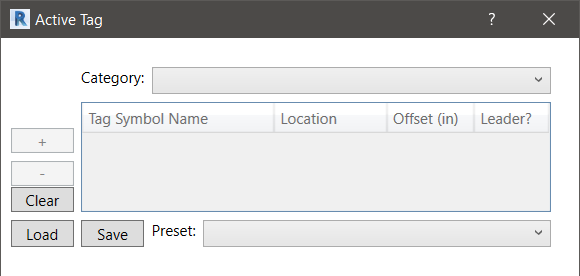 R Active Tag ?
Category:
Tag Symbol Name Location Offset (in) Leader?
+
-
Clear
Load Save Preset: